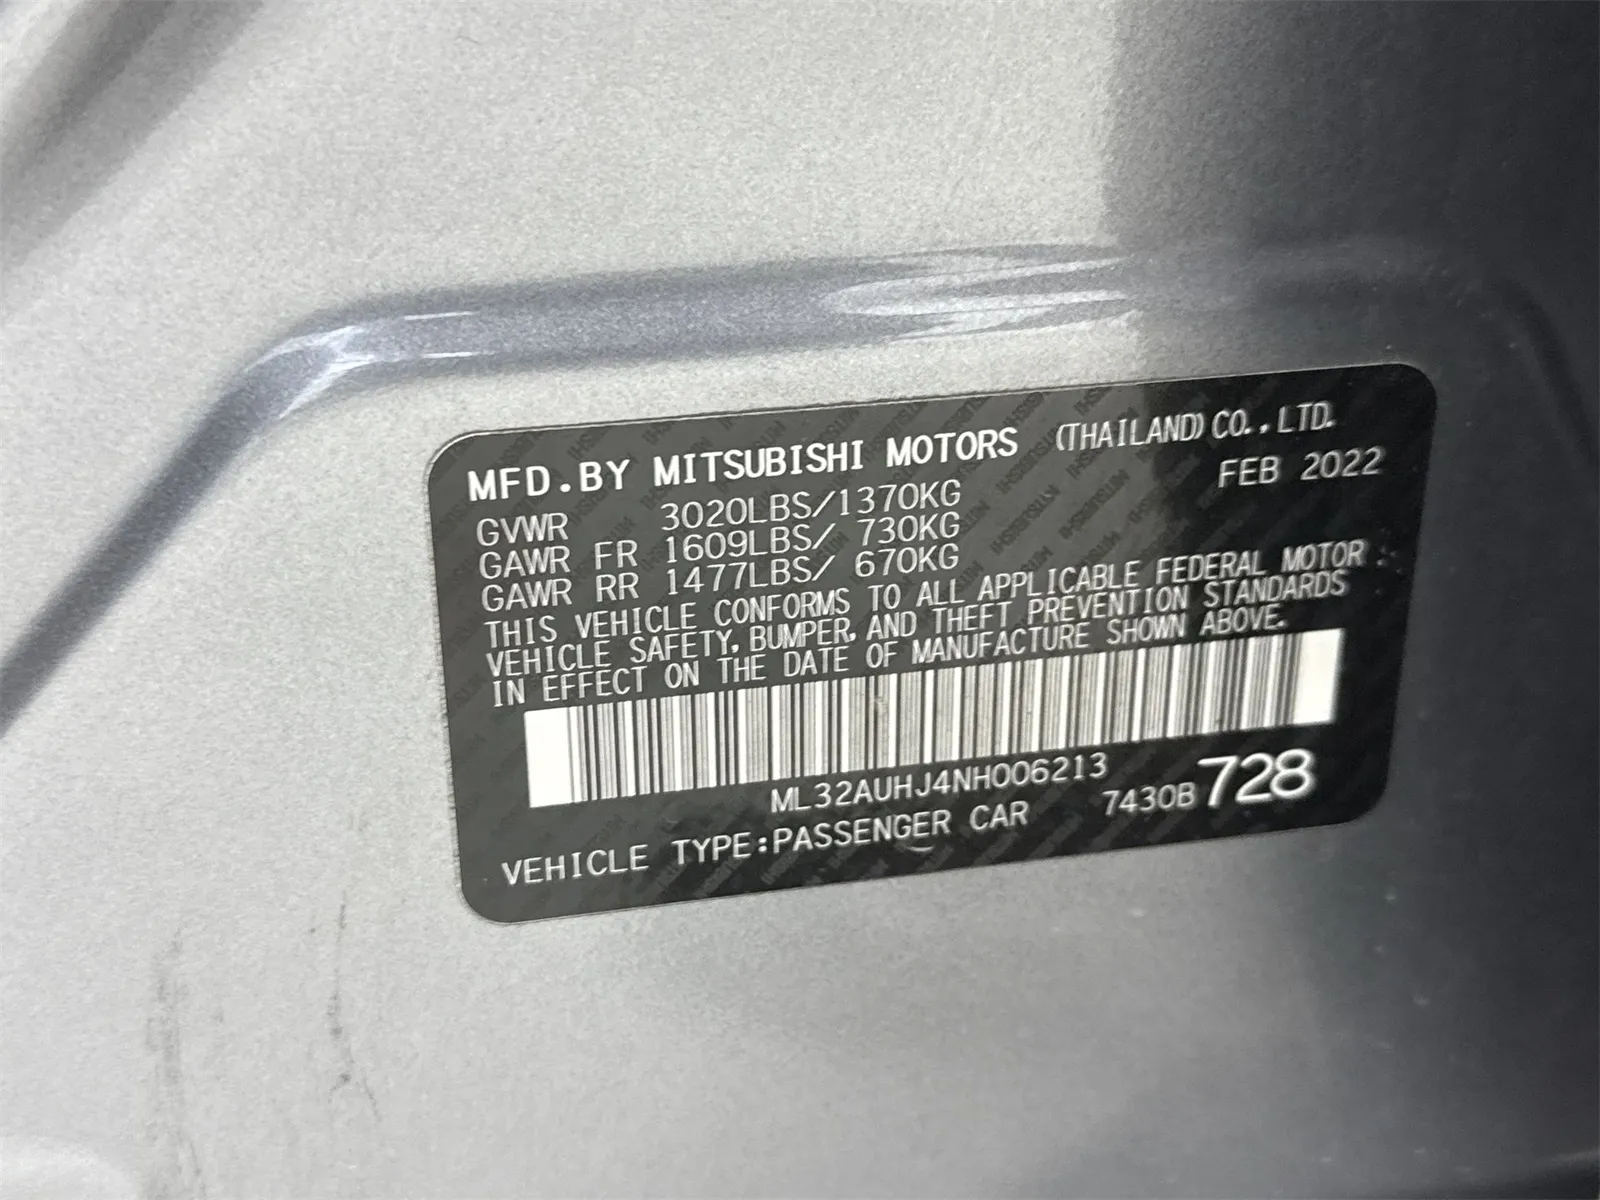 MFD.BY MITSUBISHI MOTORS (THAILAND) CO.,LTD.
FEB 2022
GVWR 3020LBS/1370KG
GAWR FR 1609LBS/ 730KG
GAWR RR 1477LBS/ 670KG
THIS VEHICLE CONFORMS TO ALL APPLICABLE FEDERAL MOTOR
VEHICLE SAFETY, BUMPER, AND THEFT PREVENTION STANDARDS
IN EFFECT ON THE DATE OF MANUFACTURE SHOWN ABOVE.
ML32AUHJ4NH006213
VEHICLE TYPE:PASSENGER CAR 7430B 728